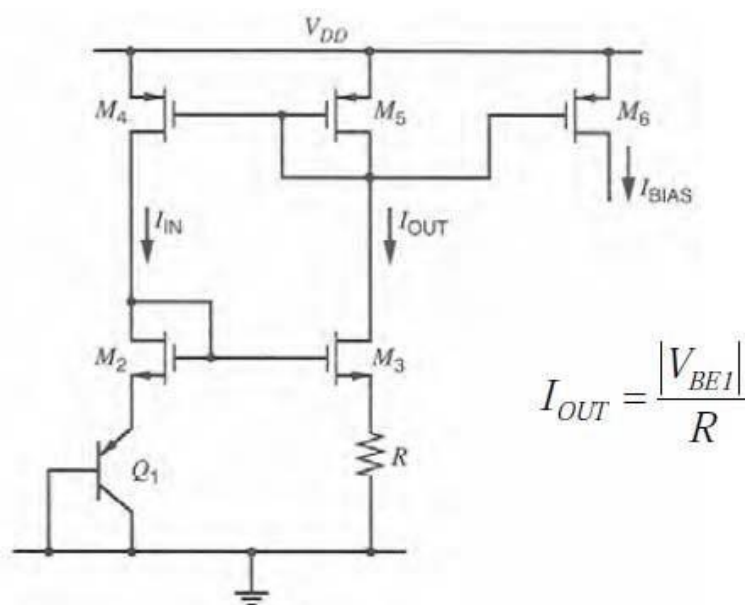 V_DD
M_4
M_5
M_6
I_BIAS
I_IN
I_OUT
M_2
M_3
I_OUT = |V_BE1| / R
Q_1
R